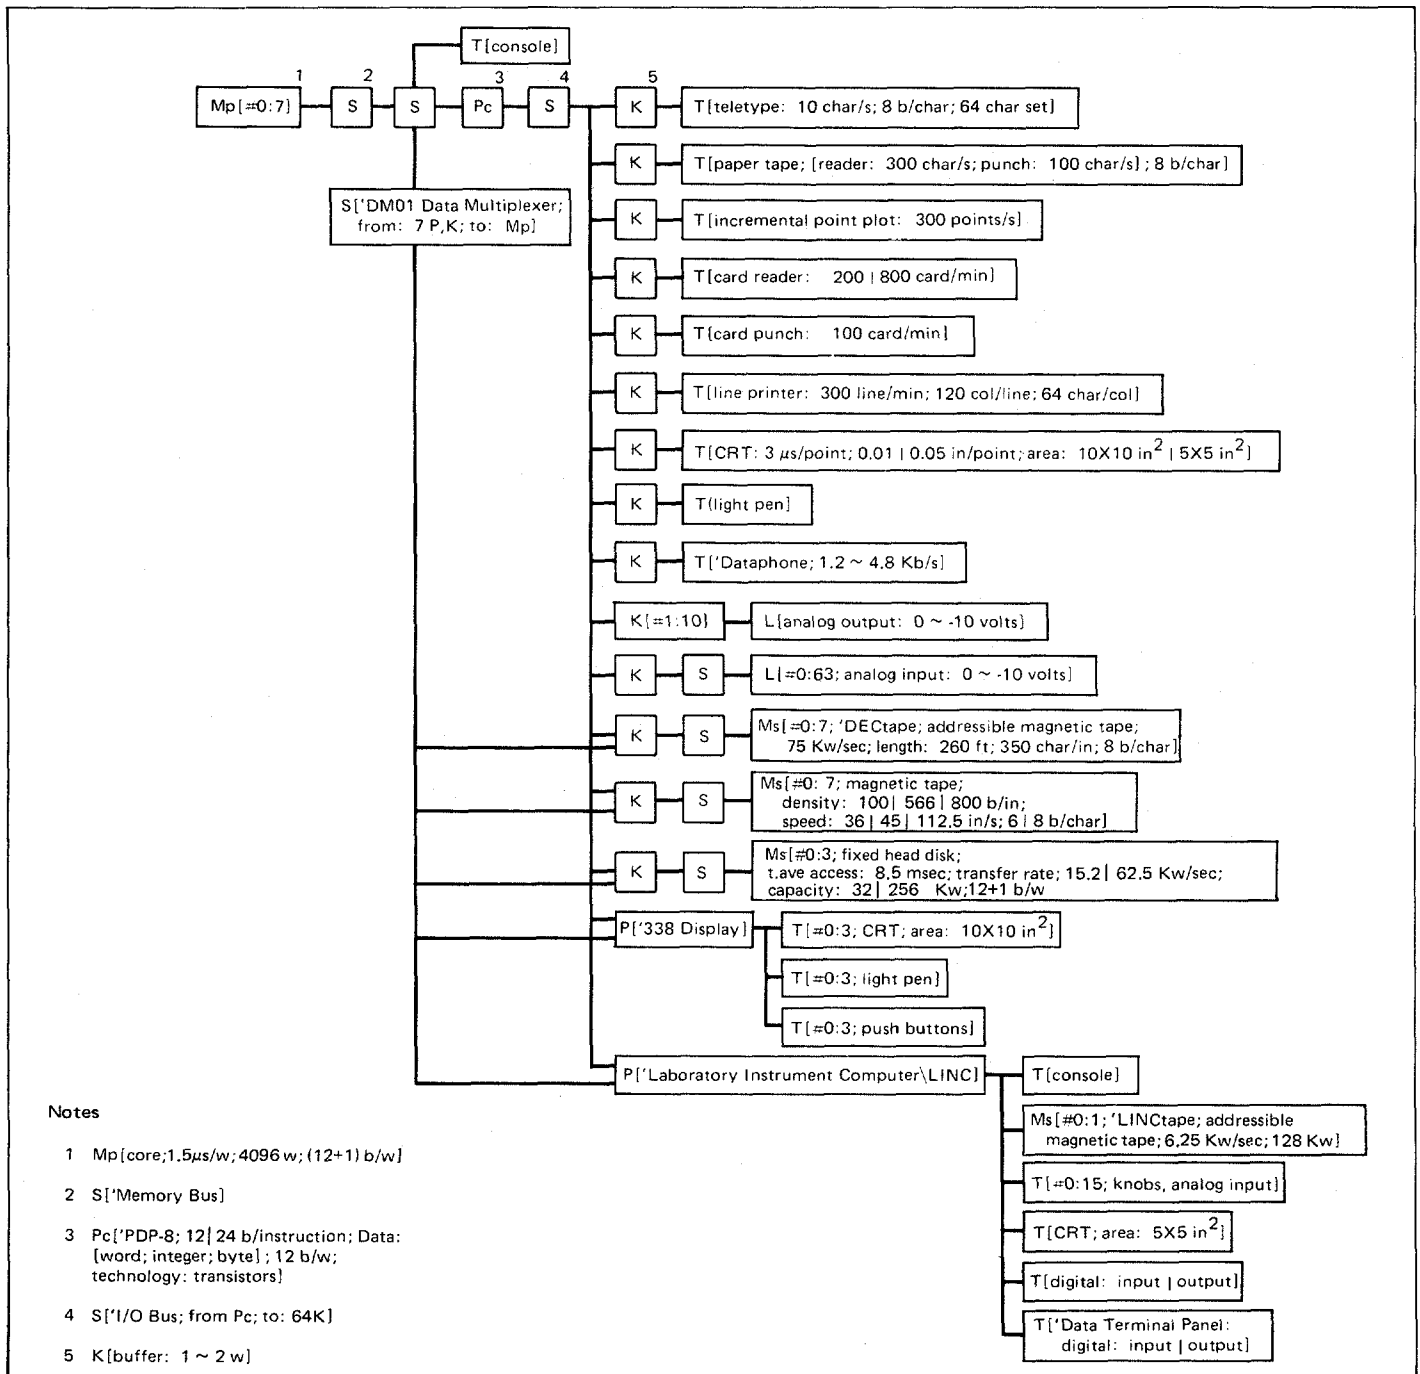 T[console]
1 2 3 4 5
Mp[#0:7] S S Pc S K T[teletype: 10 char/s; 8 b/char; 64 char set]
K T[paper tape; [reader: 300 char/s; punch: 100 char/s]; 8 b/char]
S['DM01 Data Multiplexer;
from: 7 P,K; to: Mp]
K T[incremental point plot: 300 points/s]
K T[card reader: 200 | 800 card/min]
K T[card punch: 100 card/min]
K T[line printer: 300 line/min; 120 col/line; 64 char/col]
K T[CRT: 3 μs/point; 0.01 | 0.05 in/point; area: 10X10 in² | 5X5 in²]
K T(light pen]
K T['Dataphone; 1.2 ~ 4.8 Kb/s]
K[#1:10] L[analog output: 0 ~ -10 volts]
K S L[#0:63; analog input: 0 ~ -10 volts]
K S Ms[#0:7; 'DECtape; addressible magnetic tape;
75 Kw/sec; length: 260 ft; 350 char/in; 8 b/char]
K S Ms[#0: 7; magnetic tape;
density: 100| 566 | 800 b/in;
speed: 36 | 45 | 112.5 in/s; 6 | 8 b/char]
K S Ms[#0:3; fixed head disk;
t.ave access: 8.5 msec; transfer rate; 15.2| 62.5 Kw/sec;
capacity: 32| 256 Kw;12+1 b/w
P['338 Display] T[#0:3; CRT; area: 10X10 in²]
T[#0:3; light pen]
T[#0:3; push buttons]
P['Laboratory Instrument Computer\LINC] T[console]
Ms[#0:1; 'LINCtape; addressible
magnetic tape; 6.25 Kw/sec; 128 Kw]
T[#0:15; knobs, analog input]
T[CRT; area: 5X5 in²]
T[digital: input | output]
T['Data Terminal Panel:
digital: input | output]
Notes
1 Mp[core;1.5μs/w; 4096 w; (12+1) b/w]
2 S['Memory Bus]
3 Pc['PDP-8; 12| 24 b/instruction; Data:
[word; integer; byte] ; 12 b/w;
technology: transistors]
4 S['I/O Bus; from Pc; to: 64K]
5 K[buffer: 1 ~ 2 w]